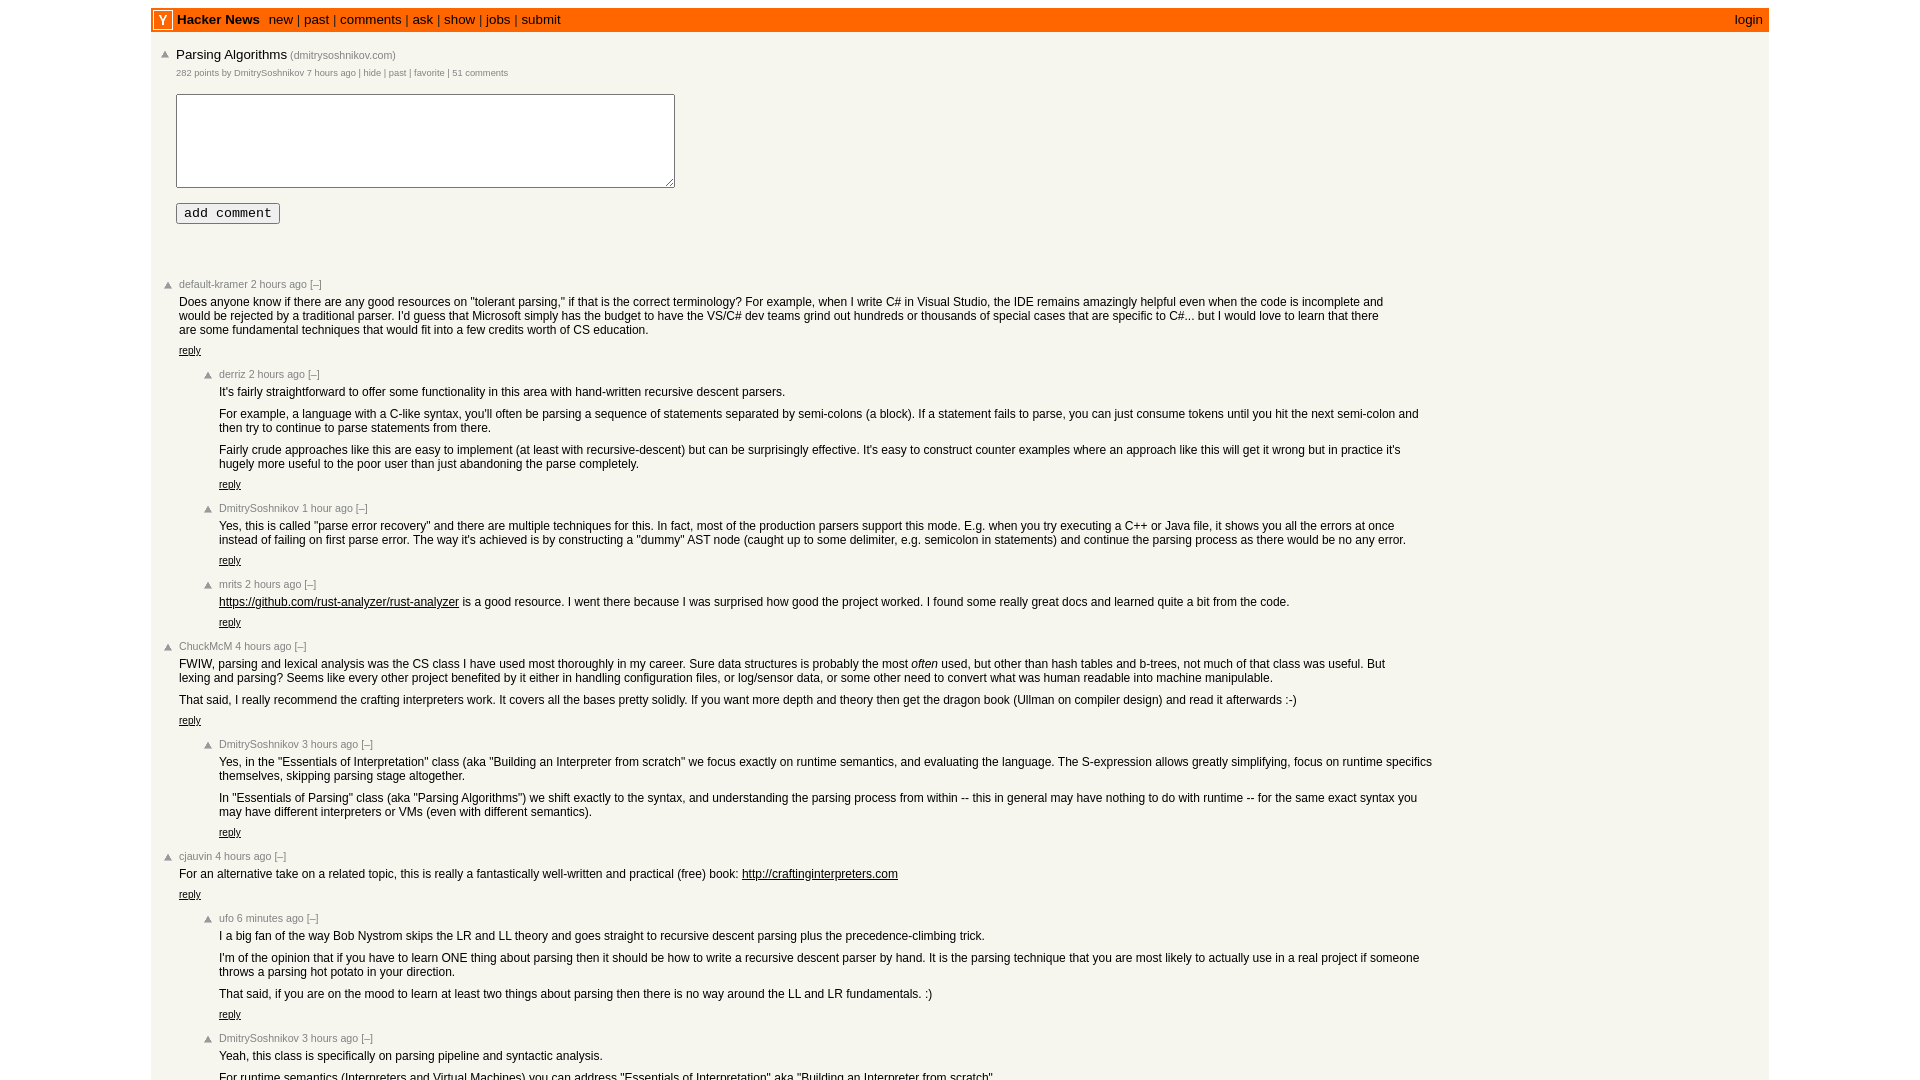 Y Hacker News new | past | comments | ask | show | jobs | submit login
Parsing Algorithms (dmitrysoshnikov.com)
282 points by DmitrySoshnikov 7 hours ago | hide | past | favorite | 51 comments
add comment
default-kramer 2 hours ago [–]
Does anyone know if there are any good resources on "tolerant parsing," if that is the correct terminology? For example, when I write C# in Visual Studio, the IDE remains amazingly helpful even when the code is incomplete and
would be rejected by a traditional parser. I'd guess that Microsoft simply has the budget to have the VS/C# dev teams grind out hundreds or thousands of special cases that are specific to C#... but I would love to learn that there
are some fundamental techniques that would fit into a few credits worth of CS education.
reply
derriz 2 hours ago [–]
It's fairly straightforward to offer some functionality in this area with hand-written recursive descent parsers.
For example, a language with a C-like syntax, you'll often be parsing a sequence of statements separated by semi-colons (a block). If a statement fails to parse, you can just consume tokens until you hit the next semi-colon and
then try to continue to parse statements from there.
Fairly crude approaches like this are easy to implement (at least with recursive-descent) but can be surprisingly effective. It's easy to construct counter examples where an approach like this will get it wrong but in practice it's
hugely more useful to the poor user than just abandoning the parse completely.
reply
DmitrySoshnikov 1 hour ago [–]
Yes, this is called "parse error recovery" and there are multiple techniques for this. In fact, most of the production parsers support this mode. E.g. when you try executing a C++ or Java file, it shows you all the errors at once
instead of failing on first parse error. The way it's achieved is by constructing a "dummy" AST node (caught up to some delimiter, e.g. semicolon in statements) and continue the parsing process as there would be no any error.
reply
mrits 2 hours ago [–]
https://github.com/rust-analyzer/rust-analyzer is a good resource. I went there because I was surprised how good the project worked. I found some really great docs and learned quite a bit from the code.
reply
ChuckMcM 4 hours ago [–]
FWIW, parsing and lexical analysis was the CS class I have used most thoroughly in my career. Sure data structures is probably the most often used, but other than hash tables and b-trees, not much of that class was useful. But
lexing and parsing? Seems like every other project benefited by it either in handling configuration files, or log/sensor data, or some other need to convert what was human readable into machine manipulable.
That said, I really recommend the crafting interpreters work. It covers all the bases pretty solidly. If you want more depth and theory then get the dragon book (Ullman on compiler design) and read it afterwards :-)
reply
DmitrySoshnikov 3 hours ago [–]
Yes, in the "Essentials of Interpretation" class (aka "Building an Interpreter from scratch" we focus exactly on runtime semantics, and evaluating the language. The S-expression allows greatly simplifying, focus on runtime specifics
themselves, skipping parsing stage altogether.
In "Essentials of Parsing" class (aka "Parsing Algorithms") we shift exactly to the syntax, and understanding the parsing process from within -- this in general may have nothing to do with runtime -- for the same exact syntax you
may have different interpreters or VMs (even with different semantics).
reply
cjauvin 4 hours ago [–]
For an alternative take on a related topic, this is really a fantastically well-written and practical (free) book: http://craftinginterpreters.com
reply
ufo 6 minutes ago [–]
I a big fan of the way Bob Nystrom skips the LR and LL theory and goes straight to recursive descent parsing plus the precedence-climbing trick.
I'm of the opinion that if you have to learn ONE thing about parsing then it should be how to write a recursive descent parser by hand. It is the parsing technique that you are most likely to actually use in a real project if someone
throws a parsing hot potato in your direction.
That said, if you are on the mood to learn at least two things about parsing then there is no way around the LL and LR fundamentals. :)
reply
DmitrySoshnikov 3 hours ago [–]
Yeah, this class is specifically on parsing pipeline and syntactic analysis.
For runtime semantics (Interpreters and Virtual Machines) you can address "Essentials of Interpretation" aka "Building an Interpreter from scratch"